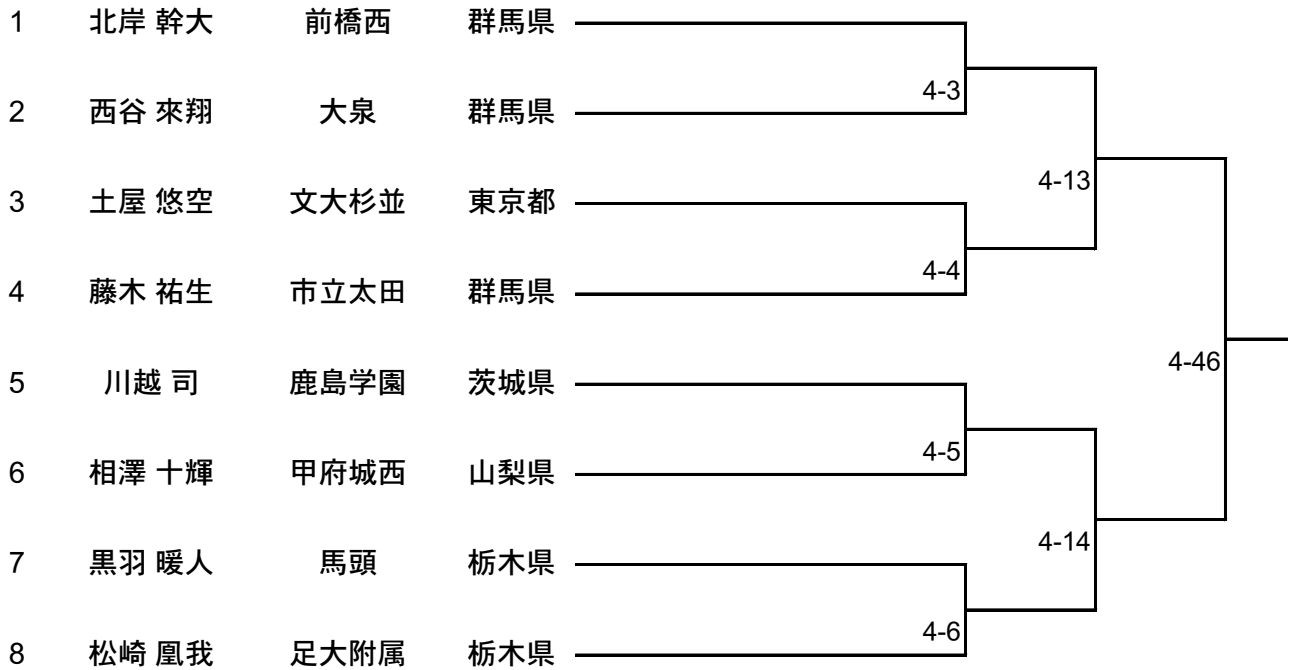 1 北岸 幹大 前橋西 群馬県
4-3
2 西谷 來翔 大泉 群馬県
4-13
3 土屋 悠空 文大杉並 東京都
4-4
4 藤木 祐生 市立太田 群馬県
4-46
5 川越 司 鹿島学園 茨城県
4-5
6 相澤 十輝 甲府城西 山梨県
4-14
7 黒羽 暖人 馬頭 栃木県
4-6
8 松崎 凰我 足大附属 栃木県